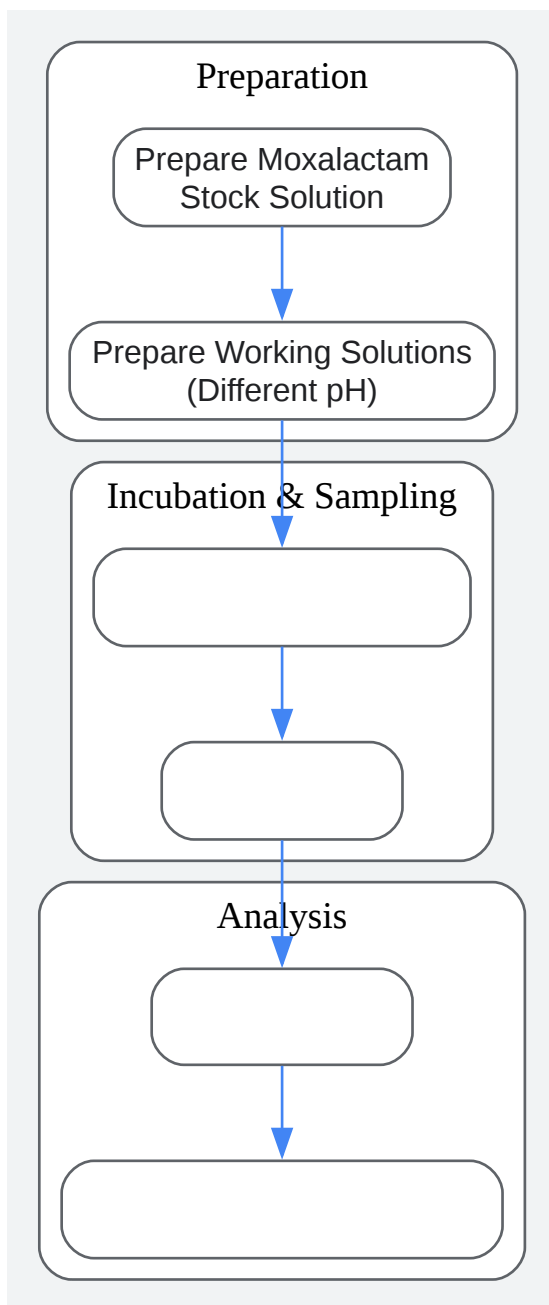 Preparation
Prepare Moxalactam
Stock Solution
Prepare Working Solutions
(Different pH)
Incubation & Sampling
Analysis